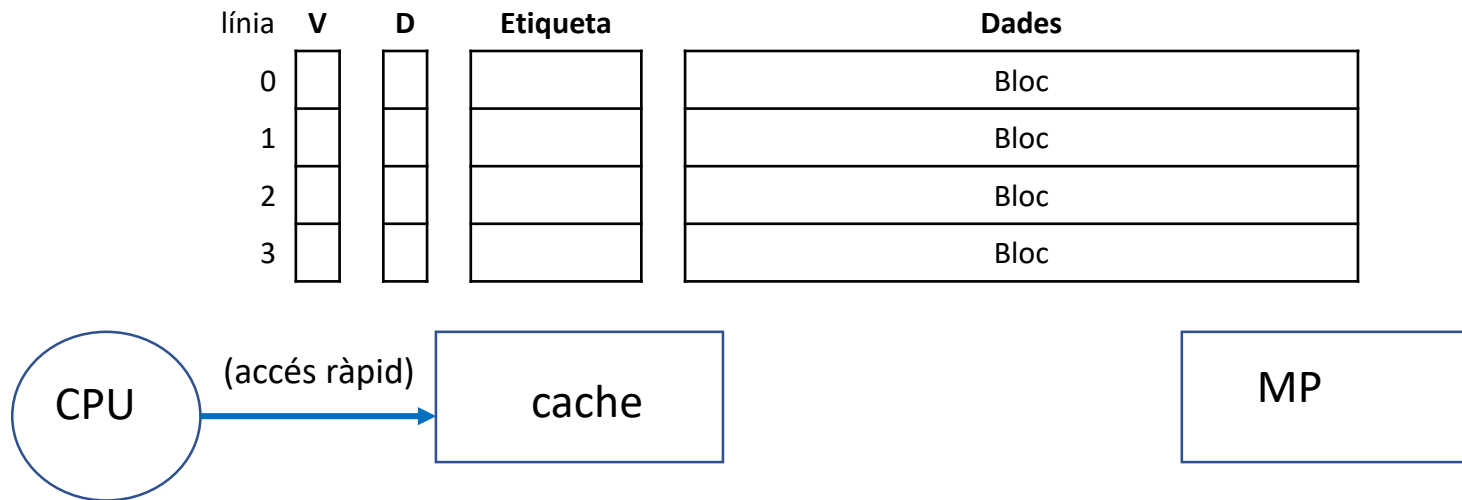 línia V D Etiqueta Dades
0 Bloc
1 Bloc
2 Bloc
3 Bloc
CPU (accés ràpid) cache MP